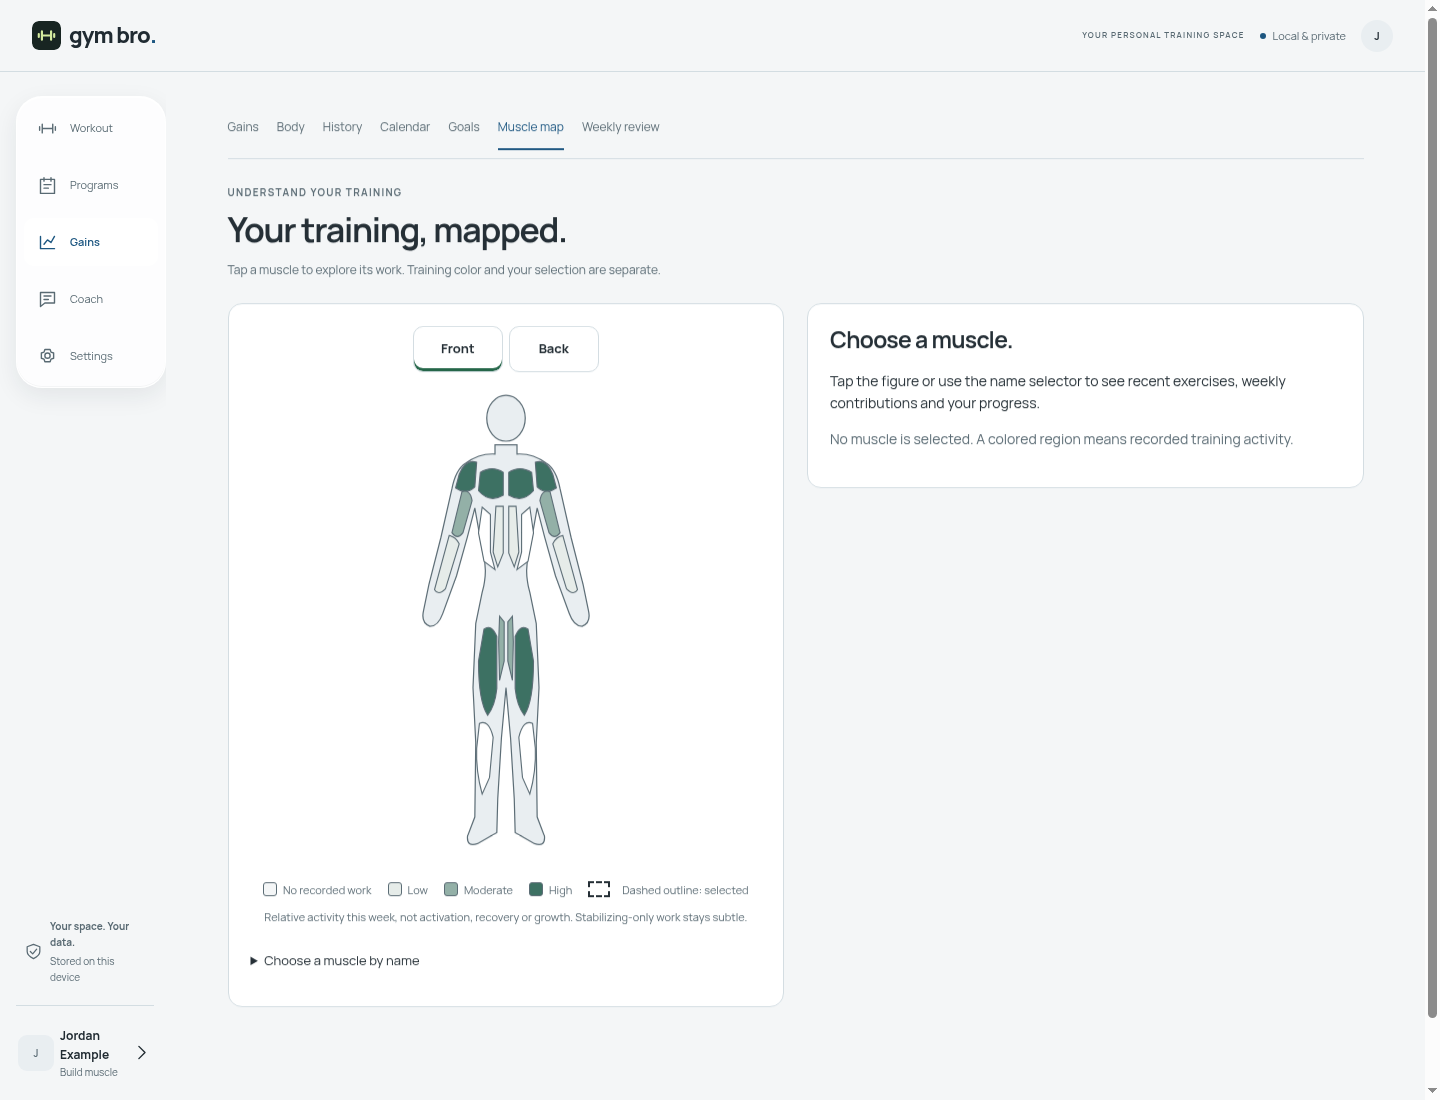 gym bro.
YOUR PERSONAL TRAINING SPACE
Local & private
J
Workout
Programs
Gains
Coach
Settings
Your space. Your
data.
Stored on this
device
J
Jordan
Example
Build muscle
Gains Body History Calendar Goals Muscle map Weekly review
UNDERSTAND YOUR TRAINING
Your training, mapped.
Tap a muscle to explore its work. Training color and your selection are separate.
Front Back
No recorded work Low Moderate High Dashed outline: selected
Relative activity this week, not activation, recovery or growth. Stabilizing-only work stays subtle.
Choose a muscle by name
Choose a muscle.
Tap the figure or use the name selector to see recent exercises, weekly
contributions and your progress.
No muscle is selected. A colored region means recorded training activity.